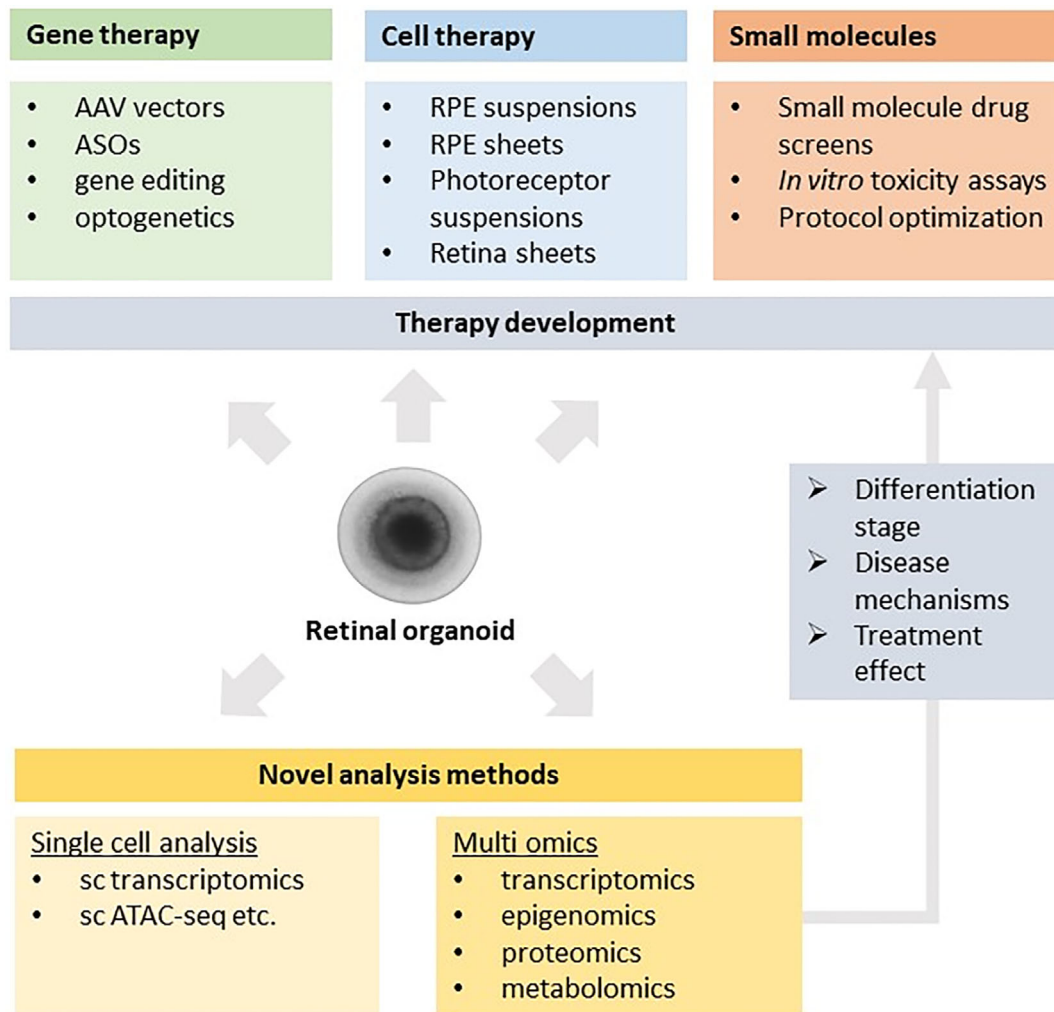 Gene therapy
• AAV vectors
• ASOs
• gene editing
• optogenetics
Cell therapy
• RPE suspensions
• RPE sheets
• Photoreceptor
suspensions
• Retina sheets
Small molecules
• Small molecule drug
screens
• In vitro toxicity assays
• Protocol optimization
Therapy development
Retinal organoid
➢ Differentiation
stage
➢ Disease
mechanisms
➢ Treatment
effect
Novel analysis methods
Single cell analysis
• sc transcriptomics
• sc ATAC-seq etc.
Multi omics
• transcriptomics
• epigenomics
• proteomics
• metabolomics